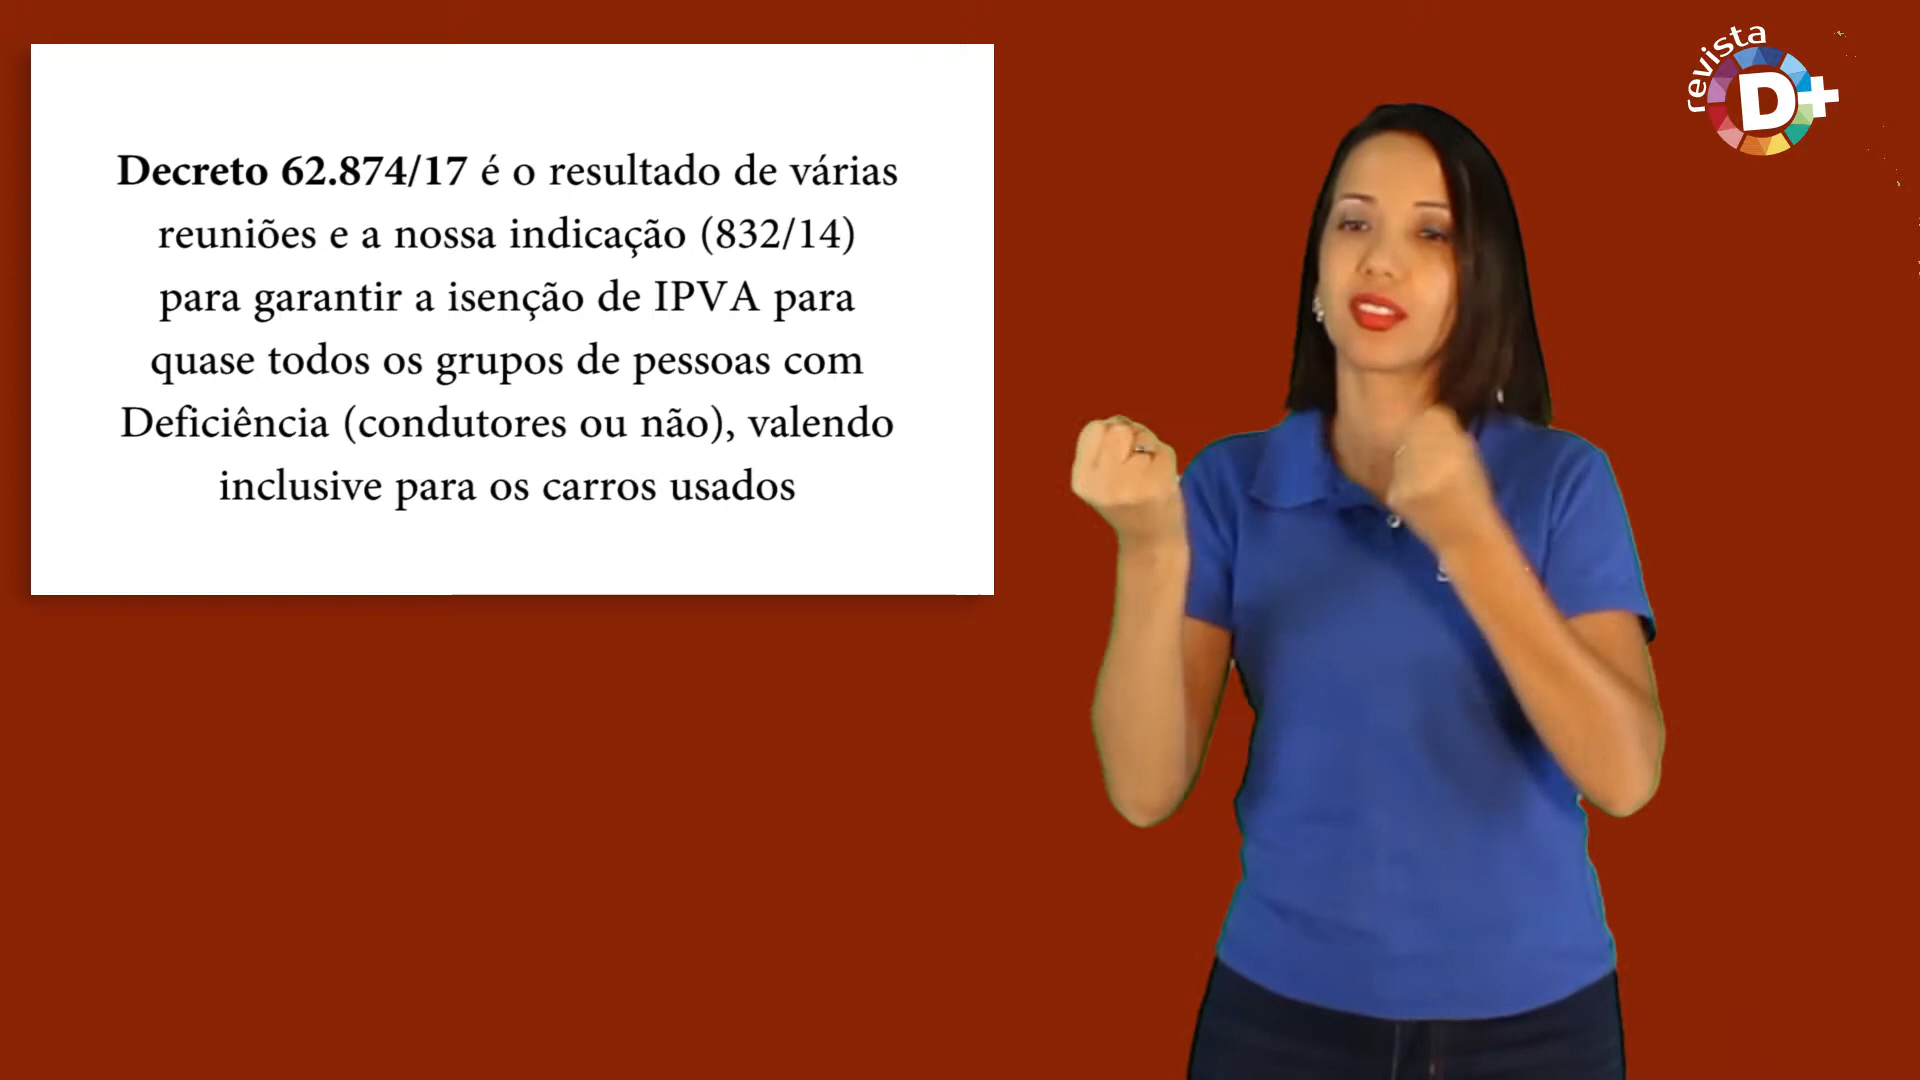 revista
D+
Decreto 62.874/17 é o resultado de várias
reuniões e a nossa indicação (832/14)
para garantir a isenção de IPVA para
quase todos os grupos de pessoas com
Deficiência (condutores ou não), valendo
inclusive para os carros usados